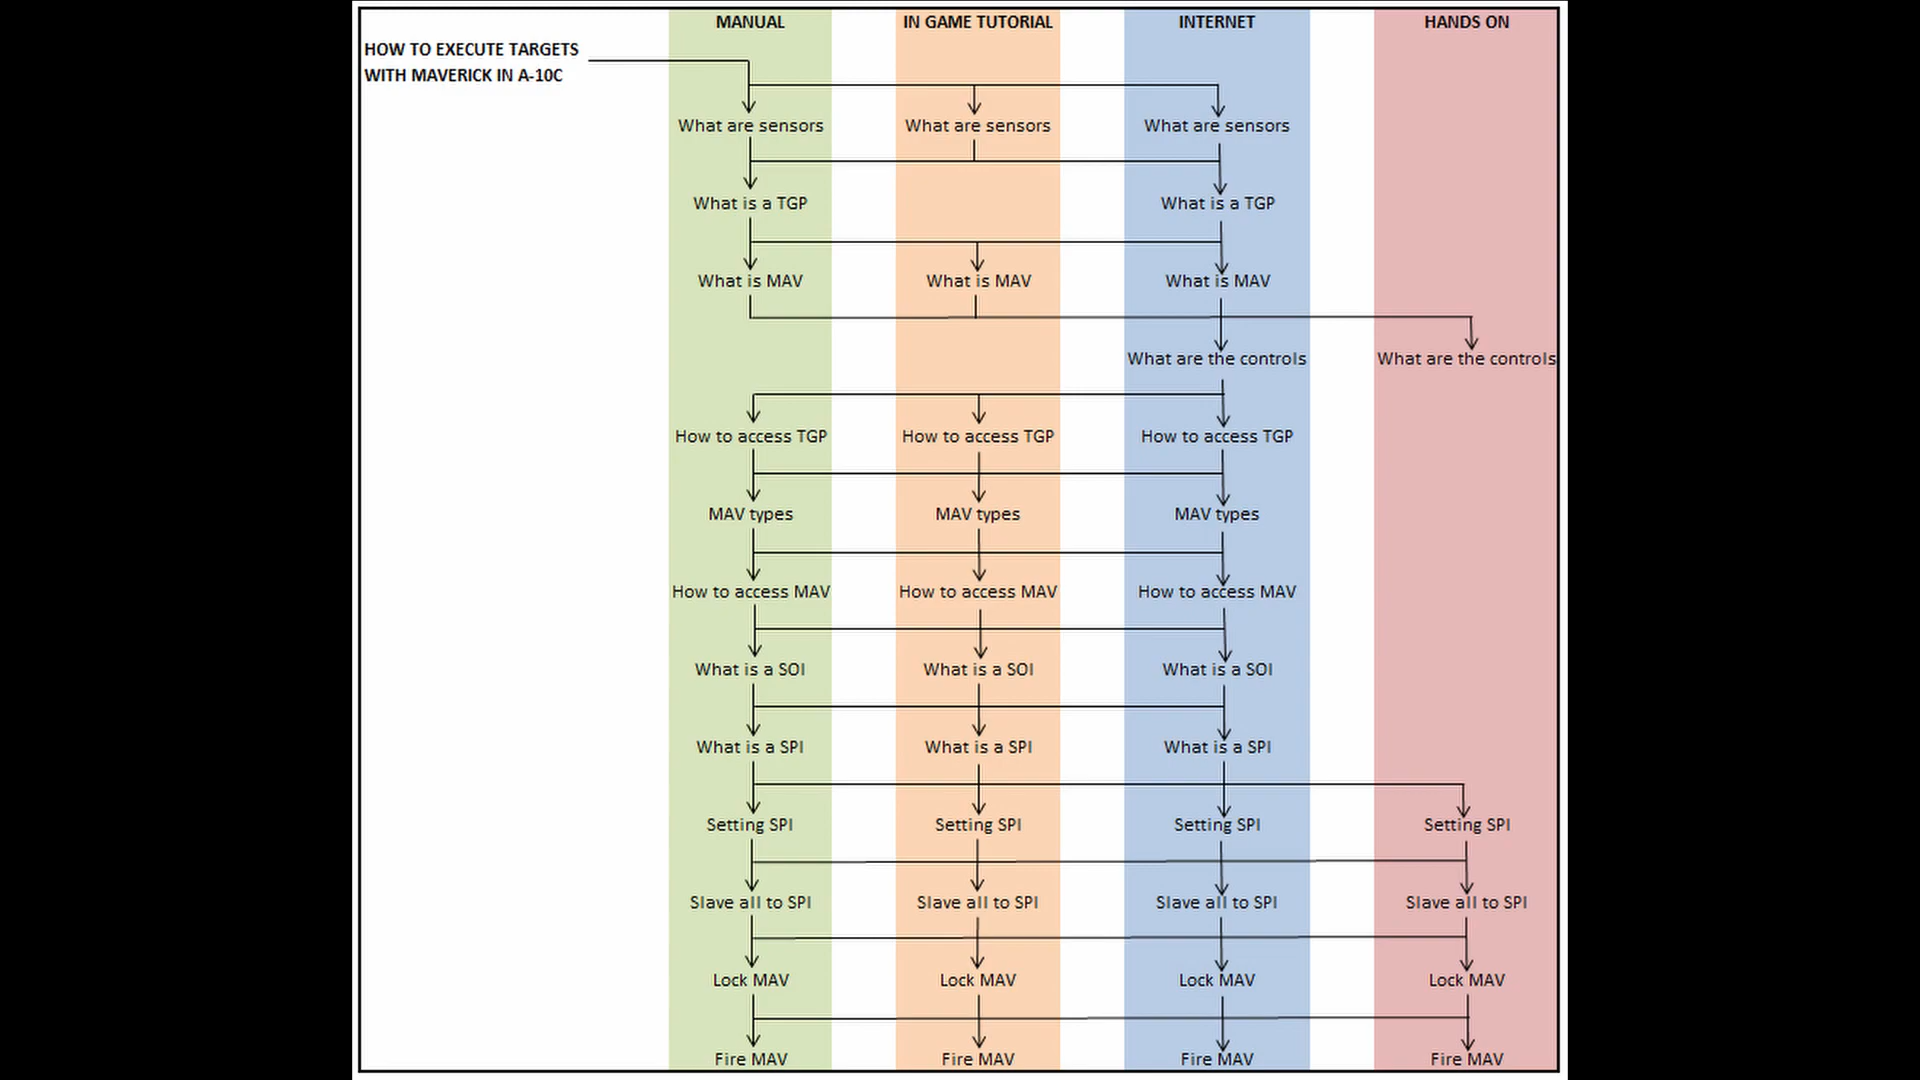 MANUAL IN GAME TUTORIAL INTERNET HANDS ON
HOW TO EXECUTE TARGETS
WITH MAVERICK IN A-10C
What are sensors What are sensors What are sensors
What is a TGP What is a TGP
What is MAV What is MAV What is MAV
What are the controls What are the controls
How to access TGP How to access TGP How to access TGP
MAV types MAV types MAV types
How to access MAV How to access MAV How to access MAV
What is a SOI What is a SOI What is a SOI
What is a SPI What is a SPI What is a SPI
Setting SPI Setting SPI Setting SPI Setting SPI
Slave all to SPI Slave all to SPI Slave all to SPI Slave all to SPI
Lock MAV Lock MAV Lock MAV Lock MAV
Fire MAV Fire MAV Fire MAV Fire MAV